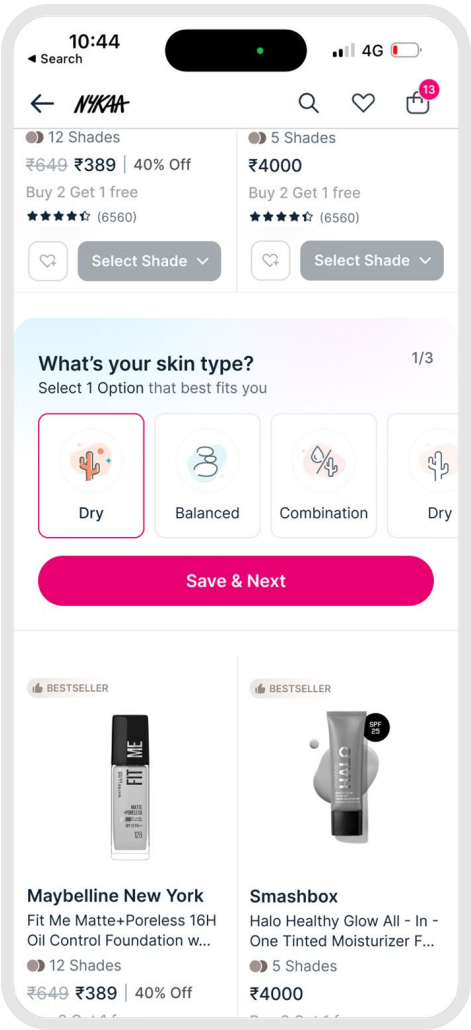 10:44
4G
◄ Search
NYKAA
13
12 Shades
5 Shades
₹649 ₹389 | 40% Off
₹4000
Buy 2 Get 1 free
Buy 2 Get 1 free
(6560)
(6560)
Select Shade
Select Shade
What's your skin type?
1/3
Select 1 Option that best fits you
Dry
Balanced
Combination
Dry
Save & Next
BESTSELLER
BESTSELLER
FIT ME
MATTE
+PORELESS
128
HALO
SPF
25
Maybelline New York
Smashbox
Fit Me Matte+Poreless 16H
Oil Control Foundation w...
Halo Healthy Glow All - In -
One Tinted Moisturizer F...
12 Shades
5 Shades
₹649 ₹389 | 40% Off
₹4000